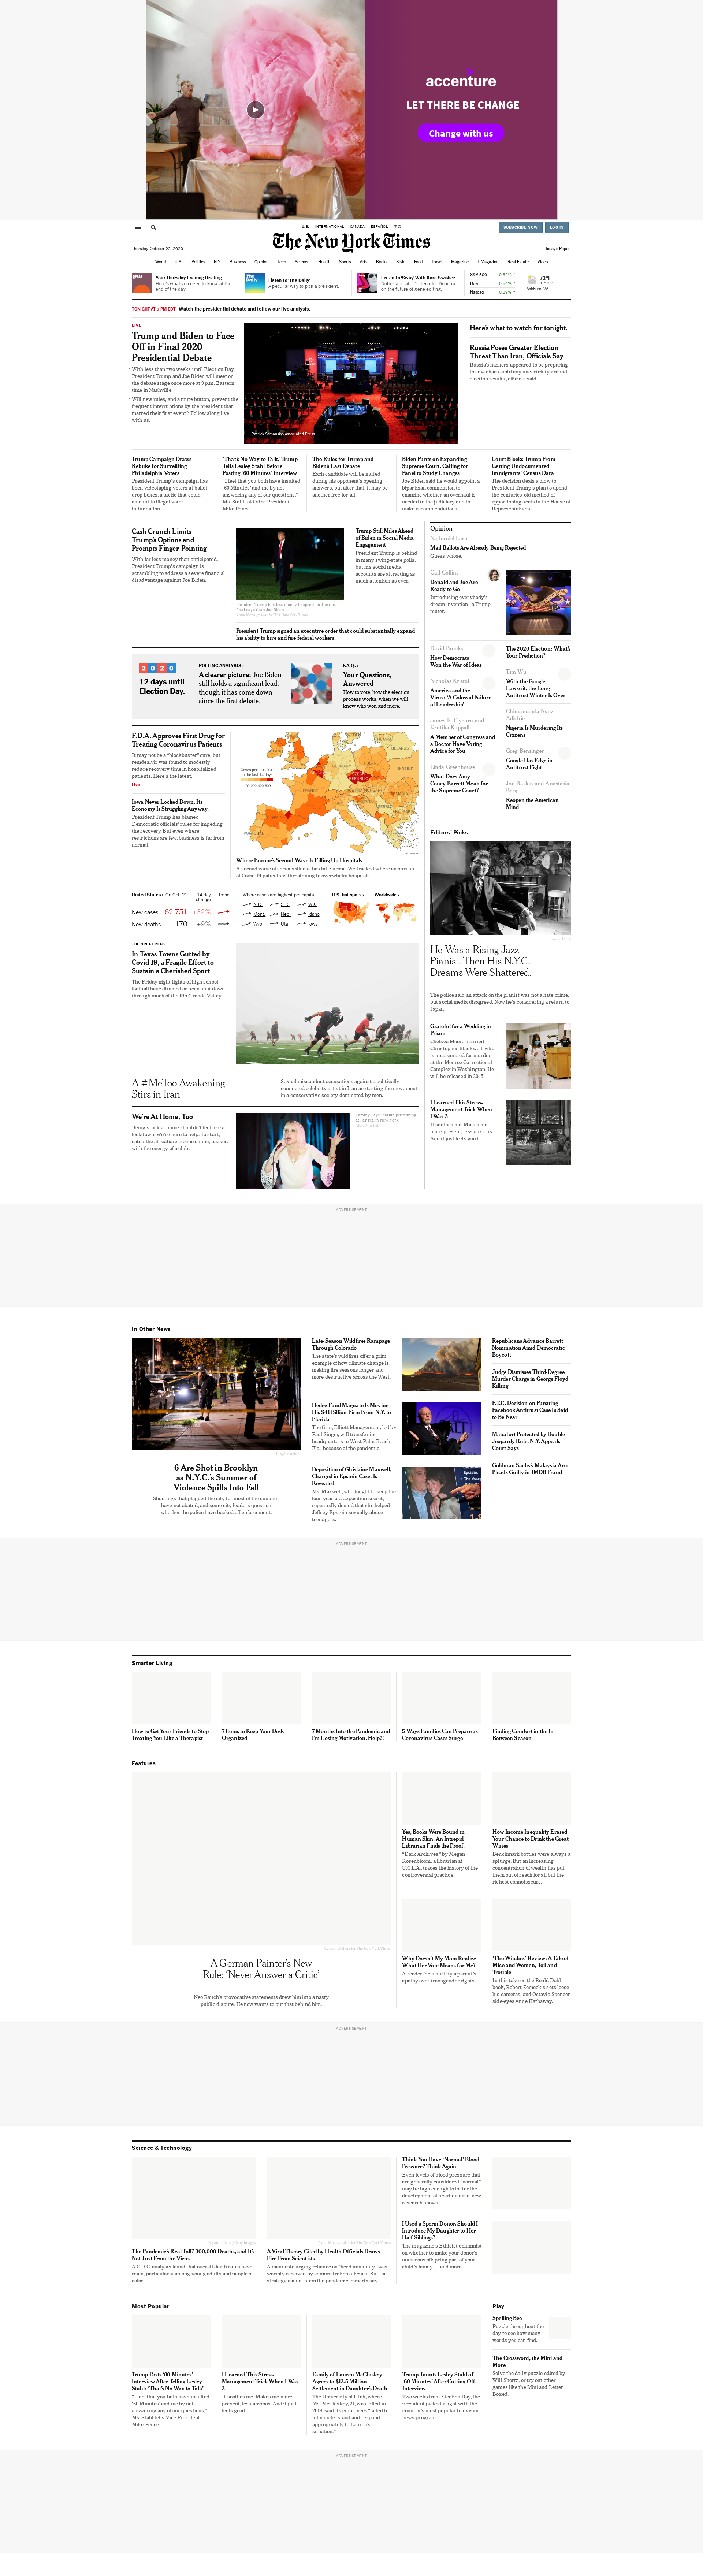 accenture
LET THERE BE CHANGE
Change with us
U.S. INTERNATIONAL CANADA ESPAÑOL 中文
SUBSCRIBE NOW LOG IN
The New York Times
Thursday, October 22, 2020
Today's Paper
World U.S. Politics N.Y. Business Opinion Tech Science Health Sports Arts Books Style Food Travel Magazine T Magazine Real Estate Video
Your Thursday Evening Briefing
Here's what you need to know at the
end of the day.
The
Daily
Listen to 'The Daily'
A peculiar way to pick a president.
Listen to 'Sway' With Kara Swisher
Nobel laureate Dr. Jennifer Doudna
on the future of gene editing.
S&P 500 +0.52%
Dow +0.54%
Nasdaq +0.19%
72°F
Ashburn, VA
TONIGHT AT 9 PM EDT Watch the presidential debate and follow our live analysis.
LIVE
Trump and Biden to Face
Off in Final 2020
Presidential Debate
With less than two weeks until Election Day,
President Trump and Joe Biden will meet on
the debate stage once more at 9 p.m. Eastern
time in Nashville.
Will new rules, and a mute button, prevent the
frequent interruptions by the president that
marred their first event? Follow along live
with us.
Patrick Semansky/Associated Press
Here's what to watch for tonight.
Russia Poses Greater Election
Threat Than Iran, Officials Say
Russia's hackers appeared to be preparing
to sow chaos amid any uncertainty around
election results, officials said.
Trump Campaign Draws
Rebuke for Surveilling
Philadelphia Voters
President Trump's campaign has
been videotaping voters at ballot
drop boxes, a tactic that could
amount to illegal voter
intimidation.
'That's No Way to Talk,' Trump
Tells Lesley Stahl Before
Posting '60 Minutes' Interview
"I feel that you both have insulted
'60 Minutes' and me by not
answering any of our questions,"
Ms. Stahl told Vice President
Mike Pence.
The Rules for Trump and
Biden's Last Debate
Each candidate will be muted
during his opponent's opening
answers, but after that, it may be
another free-for-all.
Biden Punts on Expanding
Supreme Court, Calling for
Panel to Study Changes
Joe Biden said he would appoint a
bipartisan commission to
examine whether an overhaul is
needed to the judiciary and to
make recommendations.
Court Blocks Trump From
Getting Undocumented
Immigrants' Census Data
The decision deals a blow to
President Trump's plan to upend
the centuries-old method of
apportioning seats in the House of
Representatives.
Cash Crunch Limits
Trump's Options and
Prompts Finger-Pointing
With far less money than anticipated,
President Trump's campaign is
scrambling to address a severe financial
disadvantage against Joe Biden.
President Trump has less money to spend for the race's
final days than Joe Biden.
Trump Still Miles Ahead
of Biden in Social Media
Engagement
President Trump is behind
in many swing-state polls,
but his social media
accounts are attracting as
much attention as ever.
President Trump signed an executive order that could substantially expand
his ability to hire and fire federal workers.
2020
12 days until
Election Day.
POLLING ANALYSIS ›
A clearer picture: Joe Biden
still holds a significant lead,
though it has come down
since the first debate.
F.A.Q. ›
Your Questions,
Answered
How to vote, how the election
process works, when we will
know who won and more.
F.D.A. Approves First Drug for
Treating Coronavirus Patients
It may not be a "blockbuster" cure, but
remdesivir was found to modestly
reduce recovery time in hospitalized
patients. Here's the latest.
Live
Iowa Never Locked Down. Its
Economy Is Struggling Anyway.
President Trump has blamed
Democratic officials' rules for impeding
the recovery. But even where
restrictions are few, business is far from
normal.
Cases per 100,000
in the last 14 days
Where Europe's Second Wave Is Filling Up Hospitals
A second wave of serious illness has hit Europe. We tracked where an onrush
of Covid-19 patients is threatening to overwhelm hospitals.
United States › On Oct. 21 14-day change Trend
New cases 62,751 +32%
New deaths 1,170 +9%
Where cases are highest per capita
N.D. S.D. Wis.
Mont. Neb. Idaho
Wyo. Utah Iowa
U.S. hot spots ›
Worldwide ›
THE GREAT READ
In Texas Towns Gutted by
Covid-19, a Fragile Effort to
Sustain a Cherished Sport
The Friday night lights of high school
football have dimmed or been shut down
through much of the Rio Grande Valley.
A #MeToo Awakening
Stirs in Iran
Sexual misconduct accusations against a politically
connected celebrity artist in Iran are testing the movement
in a conservative society dominated by men.
We're At Home, Too
Being stuck at home shouldn't feel like a
lockdown. We're here to help. To start,
catch the alt-cabaret scene online, packed
with the energy of a club.
Tammy Faye Starlite performing
at Pangea in New York.
Opinion
Nathaniel Lash
Mail Ballots Are Already Being Rejected
Guess whose.
Gail Collins
Donald and Joe Are
Ready to Go
Introducing everybody's
dream intervention: a Trump-
muter.
David Brooks
How Democrats
Won the War of Ideas
Nicholas Kristof
America and the
Virus: 'A Colossal Failure
of Leadership'
James E. Clyburn and
Krutika Kuppalli
A Member of Congress and
a Doctor Have Voting
Advice for You
Linda Greenhouse
What Does Amy
Coney Barrett Mean for
the Supreme Court?
The 2020 Election: What's
Your Prediction?
Tim Wu
With the Google
Lawsuit, the Long
Antitrust Winter Is Over
Chimamanda Ngozi
Adichie
Nigeria Is Murdering Its
Citizens
Greg Bensinger
Google Has Edge in
Antitrust Fight
Jon Baskin and Anastasia
Berg
Reopen the American
Mind
Editors' Picks
He Was a Rising Jazz
Pianist. Then His N.Y.C.
Dreams Were Shattered.
The police said an attack on the pianist was not a hate crime,
but social media disagreed. Now he's considering a return to
Japan.
Grateful for a Wedding in
Prison
Chelsea Moore married
Christopher Blackwell, who
is incarcerated for murder,
at the Monroe Correctional
Complex in Washington. He
will be released in 2045.
I Learned This Stress-
Management Trick When
I Was 3
It soothes me. Makes me
more present, less anxious.
And it just feels good.
ADVERTISEMENT
In Other News
6 Are Shot in Brooklyn
as N.Y.C.'s Summer of
Violence Spills Into Fall
Shootings that plagued the city for most of the summer
have not abated, and some city leaders question
whether the police have backed off enforcement.
Late-Season Wildfires Rampage
Through Colorado
The state's wildfires offer a grim
example of how climate change is
making fire seasons longer and
more destructive across the West.
Hedge Fund Magnate Is Moving
His $41 Billion Firm From N.Y. to
Florida
The firm, Elliott Management, led by
Paul Singer, will transfer its
headquarters to West Palm Beach,
Fla., because of the pandemic.
Deposition of Ghislaine Maxwell,
Charged in Epstein Case, Is
Revealed
Ms. Maxwell, who fought to keep the
four-year-old deposition secret,
repeatedly denied that she helped
Jeffrey Epstein sexually abuse
teenagers.
Republicans Advance Barrett
Nomination Amid Democratic
Boycott
Judge Dismisses Third-Degree
Murder Charge in George Floyd
Killing
F.T.C. Decision on Pursuing
Facebook Antitrust Case Is Said
to Be Near
Manafort Protected by Double
Jeopardy Rule, N.Y. Appeals
Court Says
Goldman Sachs's Malaysia Arm
Pleads Guilty in 1MDB Fraud
ADVERTISEMENT
Smarter Living
How to Get Your Friends to Stop
Treating You Like a Therapist
7 Items to Keep Your Desk
Organized
7 Months Into the Pandemic and
I'm Losing Motivation. Help?!
5 Ways Families Can Prepare as
Coronavirus Cases Surge
Finding Comfort in the In-
Between Season
Features
A German Painter's New
Rule: 'Never Answer a Critic'
Neo Rauch's provocative statements drew him into a nasty
public dispute. He now wants to put that behind him.
Yes, Books Were Bound in
Human Skin. An Intrepid
Librarian Finds the Proof.
"Dark Archives," by Megan
Rosenbloom, a librarian at
U.C.L.A., traces the history of the
controversial practice.
How Income Inequality Erased
Your Chance to Drink the Great
Wines
Benchmark bottles were always a
splurge. But an increasing
concentration of wealth has put
them out of reach for all but the
richest connoisseurs.
Why Doesn't My Mom Realize
What Her Vote Means for Me?
A reader feels hurt by a parent's
apathy over transgender rights.
'The Witches' Review: A Tale of
Mice and Women, Toil and
Trouble
In this take on the Roald Dahl
book, Robert Zemeckis sets loose
his cameras, and Octavia Spencer
side-eyes Anne Hathaway.
ADVERTISEMENT
Science & Technology
The Pandemic's Real Toll? 300,000 Deaths, and It's
Not Just From the Virus
A C.D.C. analysis found that overall death rates have
risen, particularly among young adults and people of
color.
A Viral Theory Cited by Health Officials Draws
Fire From Scientists
A manifesto urging reliance on "herd immunity" was
warmly received by administration officials. But the
strategy cannot stem the pandemic, experts say.
Think You Have 'Normal' Blood
Pressure? Think Again
Even levels of blood pressure that
are generally considered "normal"
may be high enough to foster the
development of heart disease, new
research shows.
I Used a Sperm Donor. Should I
Introduce My Daughter to Her
Half Siblings?
The magazine's Ethicist columnist
on whether to make your donor's
numerous offspring part of your
child's family — and more.
Most Popular
Trump Posts '60 Minutes'
Interview After Telling Lesley
Stahl: 'That's No Way to Talk'
"I feel that you both have insulted
'60 Minutes' and me by not
answering any of our questions,"
Ms. Stahl tells Vice President
Mike Pence.
I Learned This Stress-
Management Trick When I Was
3
It soothes me. Makes me more
present, less anxious. And it just
feels good.
Family of Lauren McCluskey
Agrees to $13.5 Million
Settlement in Daughter's Death
The University of Utah, where
Ms. McCluskey, 21, was killed in
2018, said its employees "failed to
fully understand and respond
appropriately to Lauren's
situation."
Trump Taunts Lesley Stahl of
'60 Minutes' After Cutting Off
Interview
Two weeks from Election Day, the
president picked a fight with the
country's most popular television
news program.
Play
Spelling Bee
Puzzle throughout the
day to see how many
words you can find.
The Crossword, the Mini and
More
Solve the daily puzzle edited by
Will Shortz, or try out other
games like the Mini and Letter
Boxed.
ADVERTISEMENT